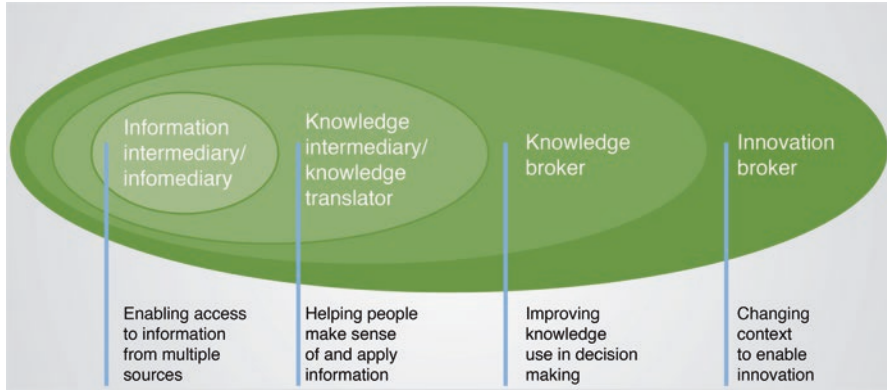 Information
intermediary/
infomediary
Knowledge
intermediary/
knowledge
translator
Knowledge
broker
Innovation
broker
Enabling access
to information
from multiple
sources
Helping people
make sense
of and apply
information
Improving
knowledge
use in decision
making
Changing
context
to enable
innovation